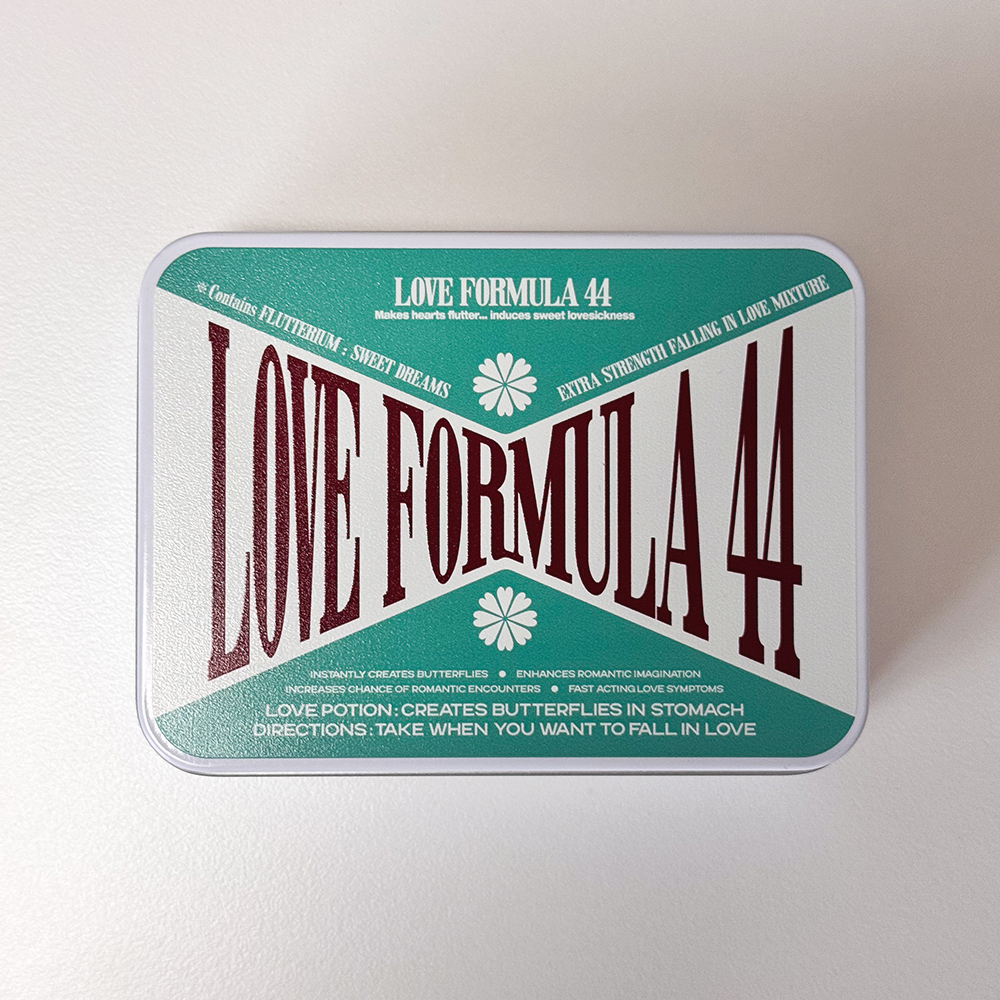 LOVE FORMULA 44
Makes hearts flutter... induces sweet lovesickness
※ Contains FLUTTERIUM : SWEET DREAMS
EXTRA STRENGTH FALLING IN LOVE MIXTURE
LOVE FORMULA 44
INSTANTLY CREATES BUTTERFLIES ● ENHANCES ROMANTIC IMAGINATION
INCREASES CHANCE OF ROMANTIC ENCOUNTERS ● FAST ACTING LOVE SYMPTOMS
LOVE POTION : CREATES BUTTERFLIES IN STOMACH
DIRECTIONS : TAKE WHEN YOU WANT TO FALL IN LOVE